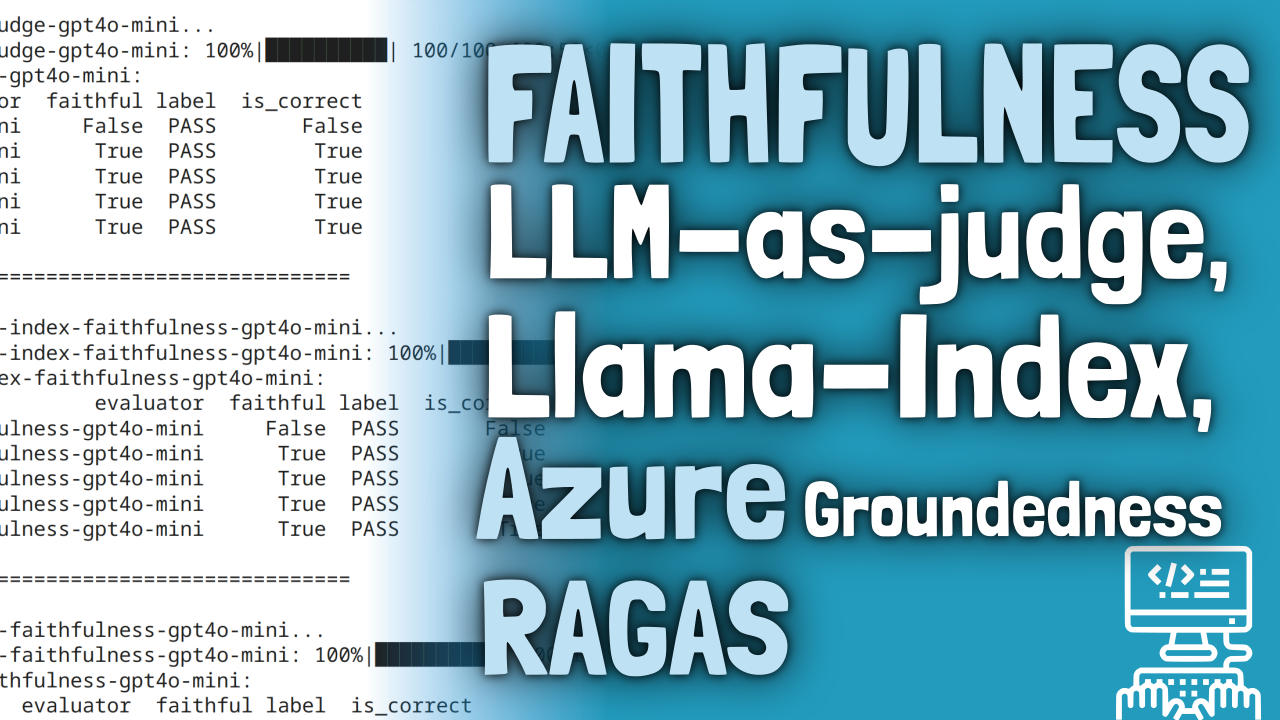 udge-gpt4o-mini...
udge-gpt4o-mini: 100%|██████████| 100/100
-gpt4o-mini:
or faithful label is_correct
ni False PASS False
ni True PASS True
ni True PASS True
ni True PASS True
ni True PASS True
=============================
-index-faithfulness-gpt4o-mini...
-index-faithfulness-gpt4o-mini: 100%|
ex-faithfulness-gpt4o-mini:
evaluator faithful label is_co
ulness-gpt4o-mini False PASS False
ulness-gpt4o-mini True PASS
ulness-gpt4o-mini True PASS
ulness-gpt4o-mini True PASS
ulness-gpt4o-mini True PASS
=============================
-faithfulness-gpt4o-mini...
-faithfulness-gpt4o-mini: 100%|
thfulness-gpt4o-mini:
evaluator faithful label is_correct
FAITHFULNESS
LLM-as-judge,
Llama-Index,
Azure Groundedness
RAGAS